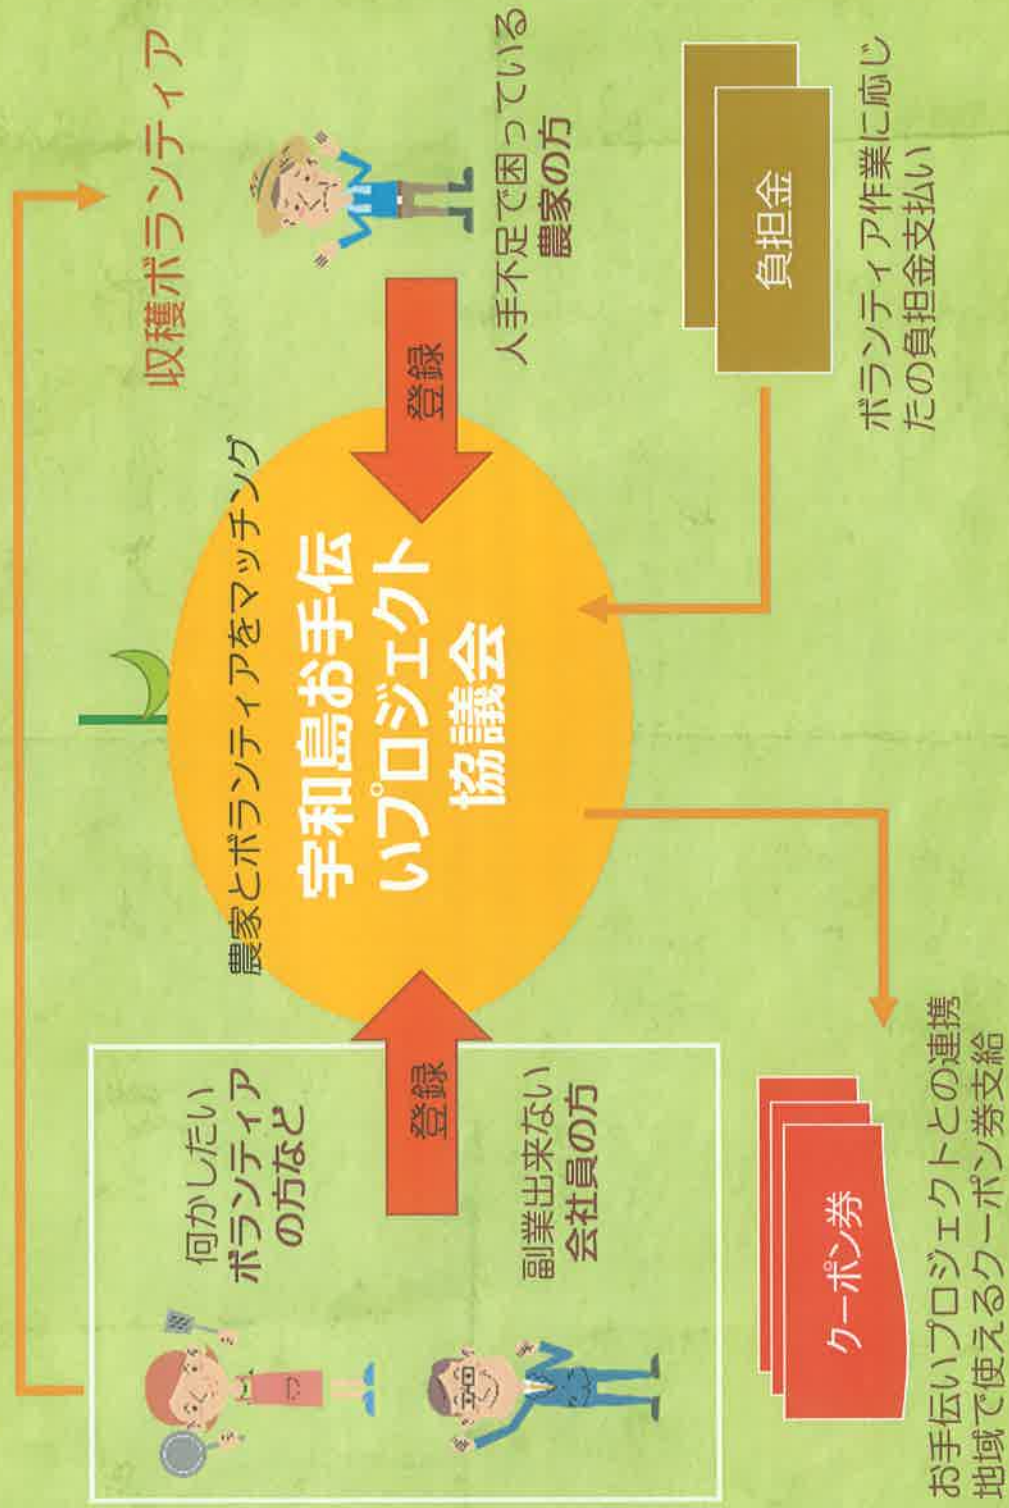 収穫ボランティア
何かしたい
ボランティア
の方など
農家とボランティアをマッチング
宇和島お手伝
いプロジェクト
協議会
登録
登録
副業出来ない
会社員の方
人手不足で困っている
農家の方
クーポン券
負担金
お手伝いプロジェクトとの連携
地域で使えるクーポン券支給
ボランティア作業に応じ
たの負担金支払い